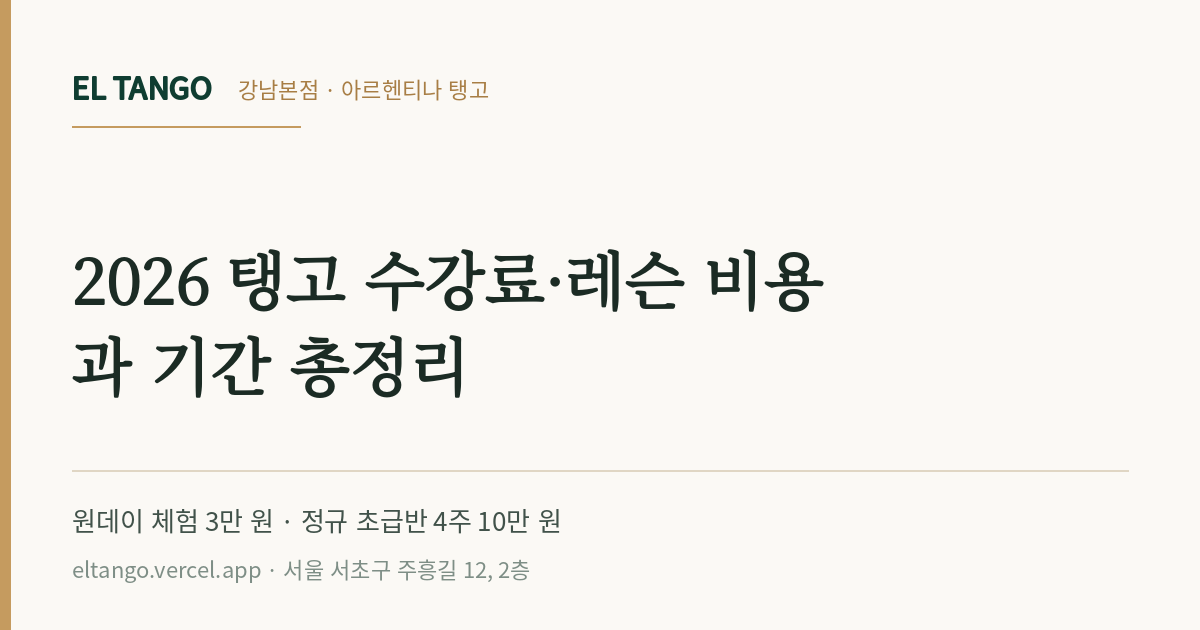 EL TANGO 강남본점 · 아르헨티나 탱고
2026 탱고 수강료·레슨 비용
과 기간 총정리
원데이 체험 3만 원 · 정규 초급반 4주 10만 원
eltango.vercel.app · 서울 서초구 주흥길 12, 2층